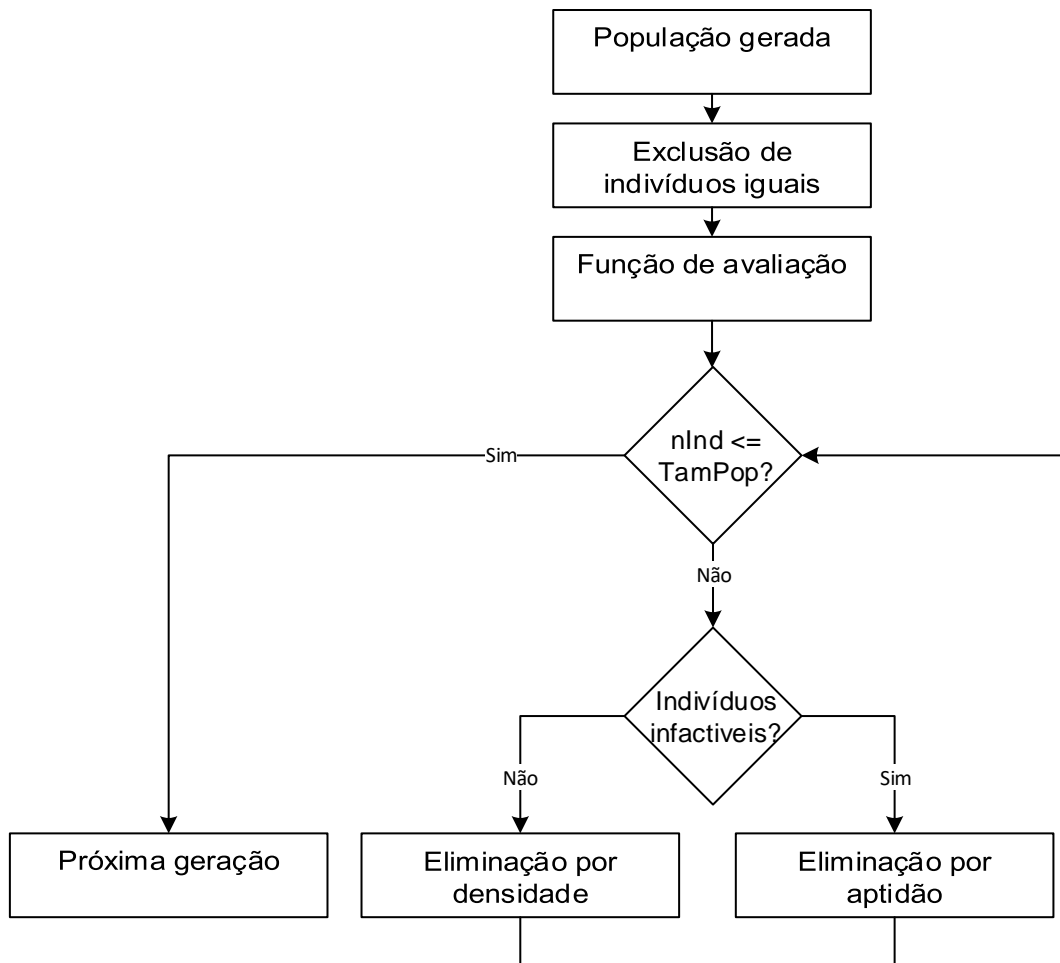 População gerada
Exclusão de
indivíduos iguais
Função de avaliação
nInd <=
TamPop?
Sim
Não
Indivíduos
infactiveis?
Não
Sim
Próxima geração
Eliminação por
densidade
Eliminação por
aptidão